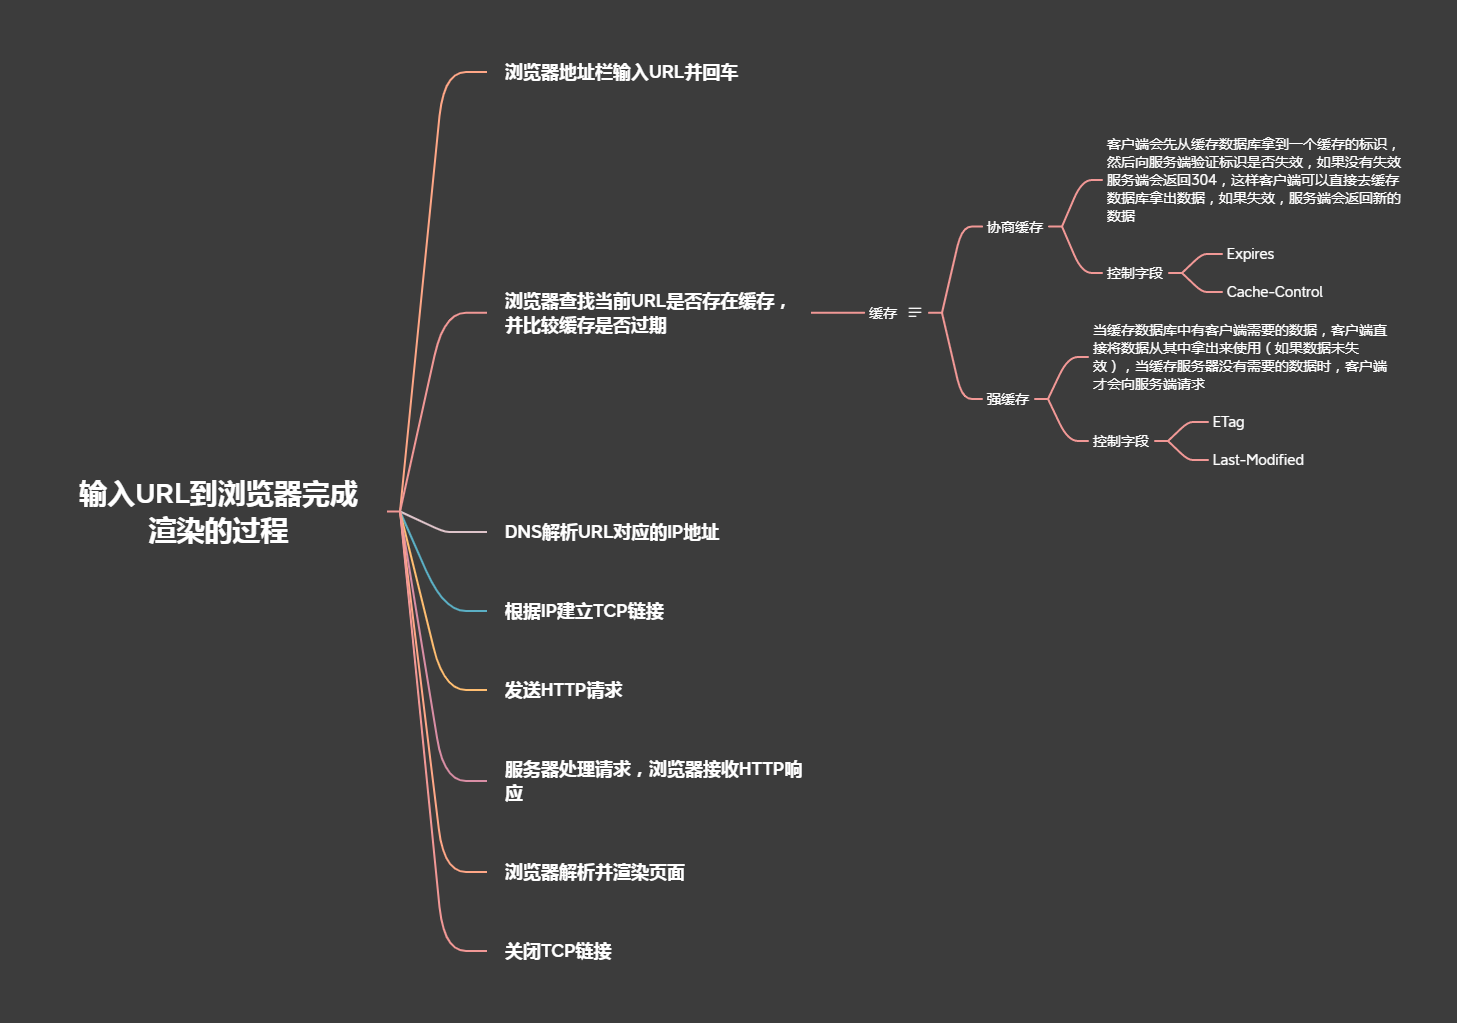 输入URL到浏览器完成
渲染的过程
浏览器地址栏输入URL并回车
浏览器查找当前URL是否存在缓存，
并比较缓存是否过期
缓存
协商缓存
客户端会先从缓存数据库拿到一个缓存的标识，
然后向服务端验证标识是否失效，如果没有失效
服务端会返回304，这样客户端可以直接去缓存
数据库拿出数据，如果失效，服务端会返回新的
数据
控制字段
Expires
Cache-Control
强缓存
当缓存数据库中有客户端需要的数据，客户端直
接将数据从其中拿出来使用（如果数据未失
效），当缓存服务器没有需要的数据时，客户端
才会向服务端请求
控制字段
ETag
Last-Modified
DNS解析URL对应的IP地址
根据IP建立TCP链接
发送HTTP请求
服务器处理请求，浏览器接收HTTP响
应
浏览器解析并渲染页面
关闭TCP链接